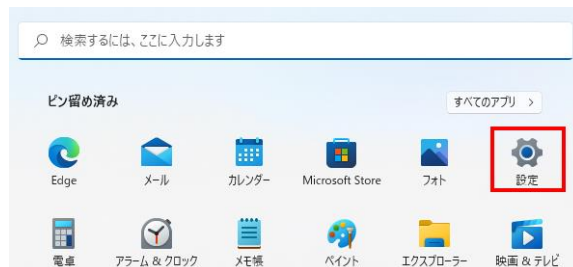 検索するには、ここに入力します
ピン留め済み
すべてのアプリ >
Edge
メール
カレンダー
Microsoft Store
フォト
設定
電卓
アラーム & クロック
メモ帳
ペイント
エクスプローラー
映画 & テレビ